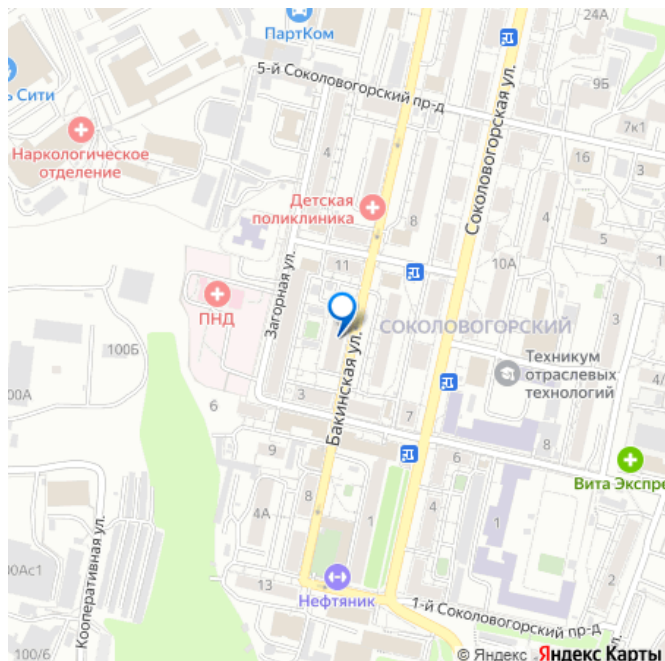 ПартКом
5-й Соколовогорский пр-д
ь Сити
Соколовогорская ул.
9Б
7к1
Наркологическое
отделение
4
16
3
Детская
поликлиника
8
4
5
Загорная ул.
11
10А
ПНД
3
СОКОЛОВОГОРСКИЙ
100Б
Бакинская ул.
Техникум
отраслевых
технологий
00А
4/
3
6
7
9
6
8
Вита Экспре
8
4А
1
4
Кооперативная ул.
00Ас1
13
Нефтяник
2
1-й Соколовогорский пр-д
ул.
100/6
© Яндекс Яндекс Карты